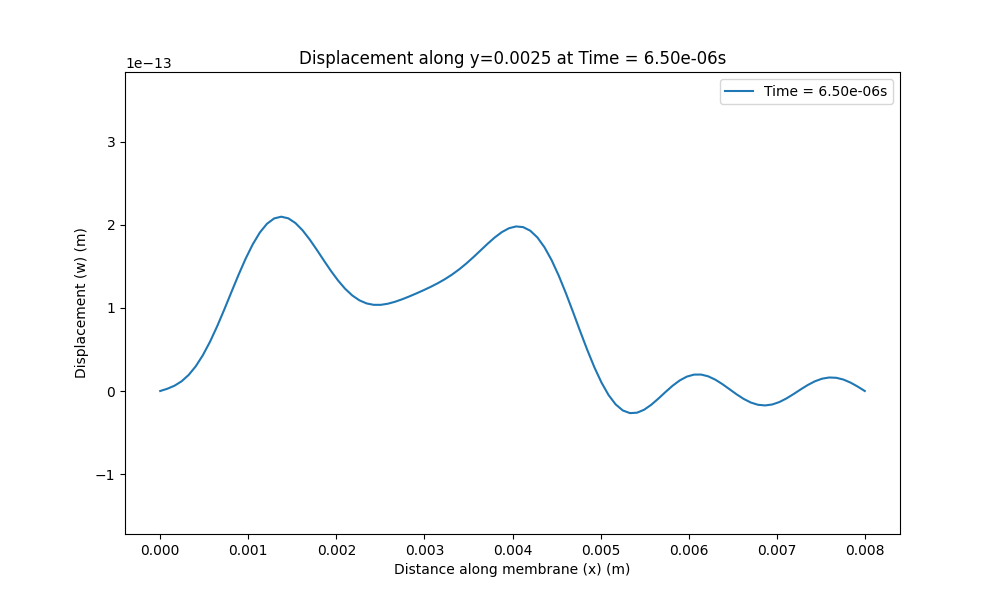 Displacement along y=0.0025 at Time = 6.50e-06s
1e−13
Time = 6.50e-06s
3
2
1
0
−1
Displacement (w) (m)
0.000 0.001 0.002 0.003 0.004 0.005 0.006 0.007 0.008
Distance along membrane (x) (m)